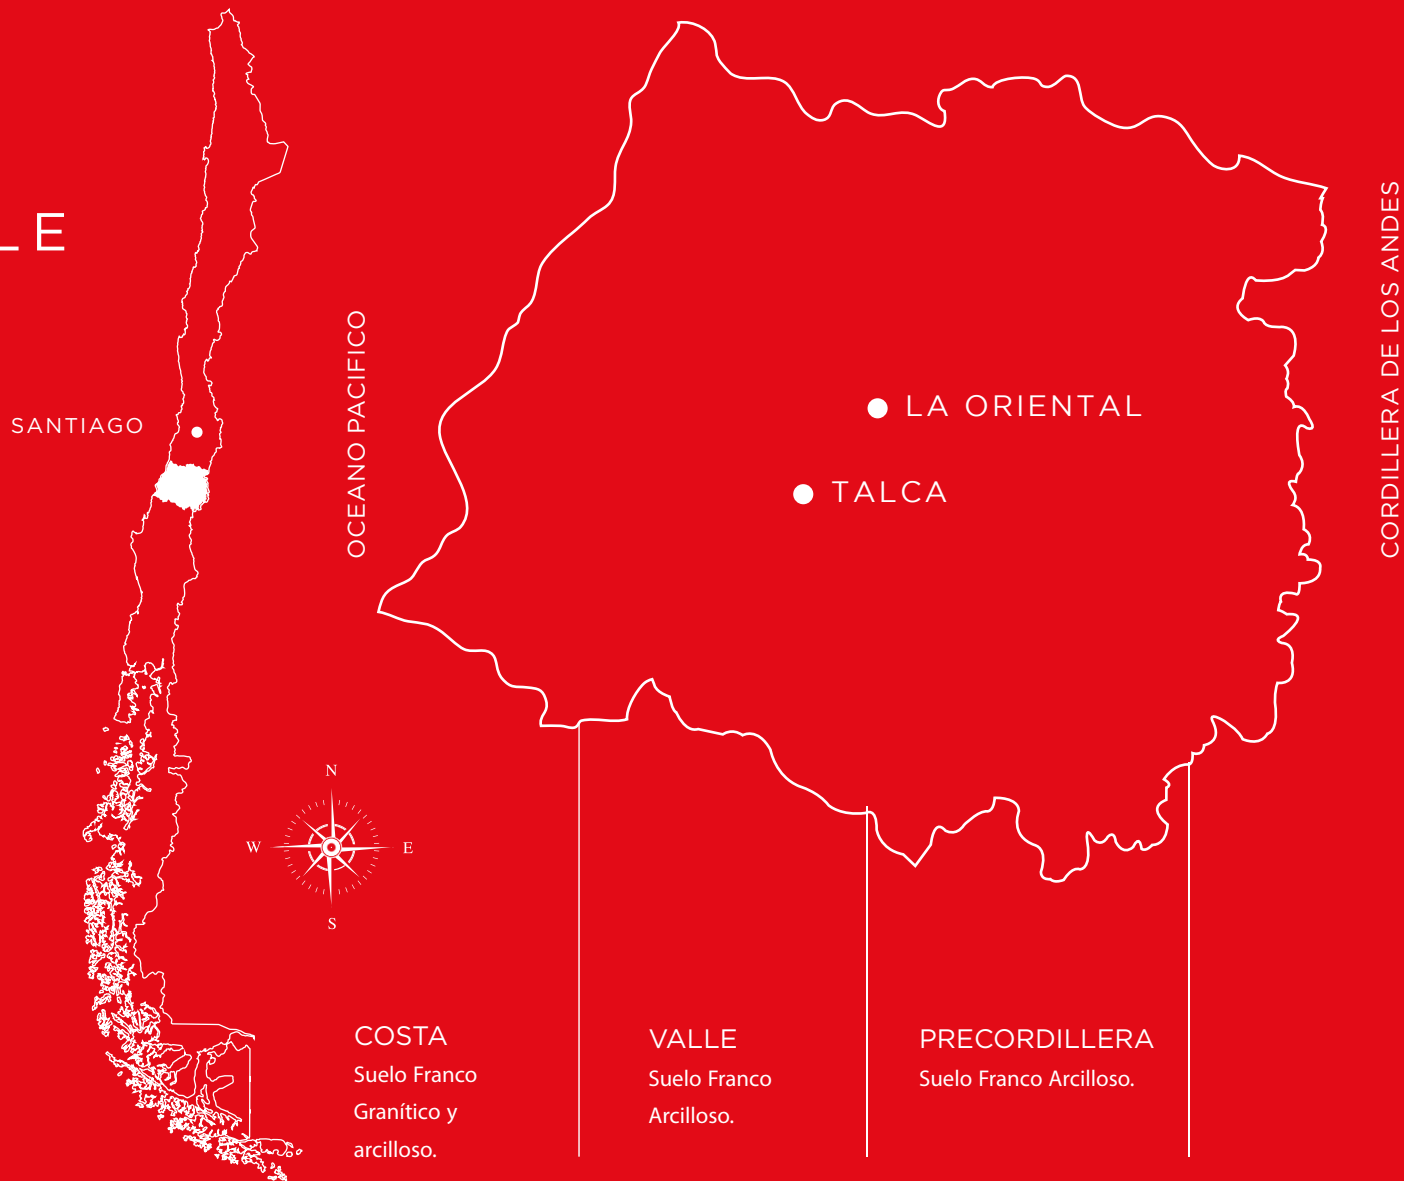 LE
SANTIAGO
OCEANO PACIFICO
LA ORIENTAL
TALCA
CORDILLERA DE LOS ANDES
N
W
E
S
COSTA
Suelo Franco
Granítico y
arcilloso.
VALLE
Suelo Franco
Arcilloso.
PRECORDILLERA
Suelo Franco Arcilloso.